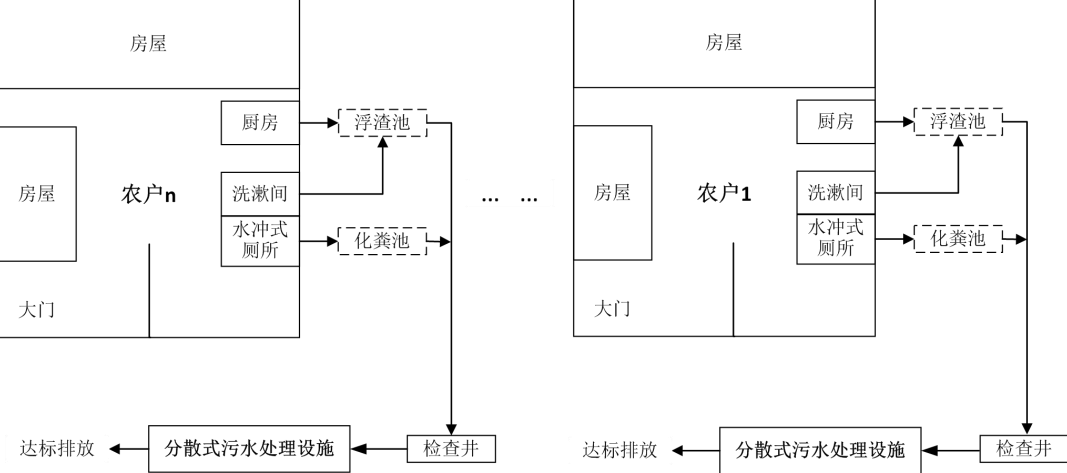 房屋
厨房
浮渣池
房屋
农户n
洗漱间
水冲式
厕所
化粪池
大门
达标排放
分散式污水处理设施
检查井
... ...
房屋
厨房
浮渣池
房屋
农户1
洗漱间
水冲式
厕所
化粪池
大门
达标排放
分散式污水处理设施
检查井